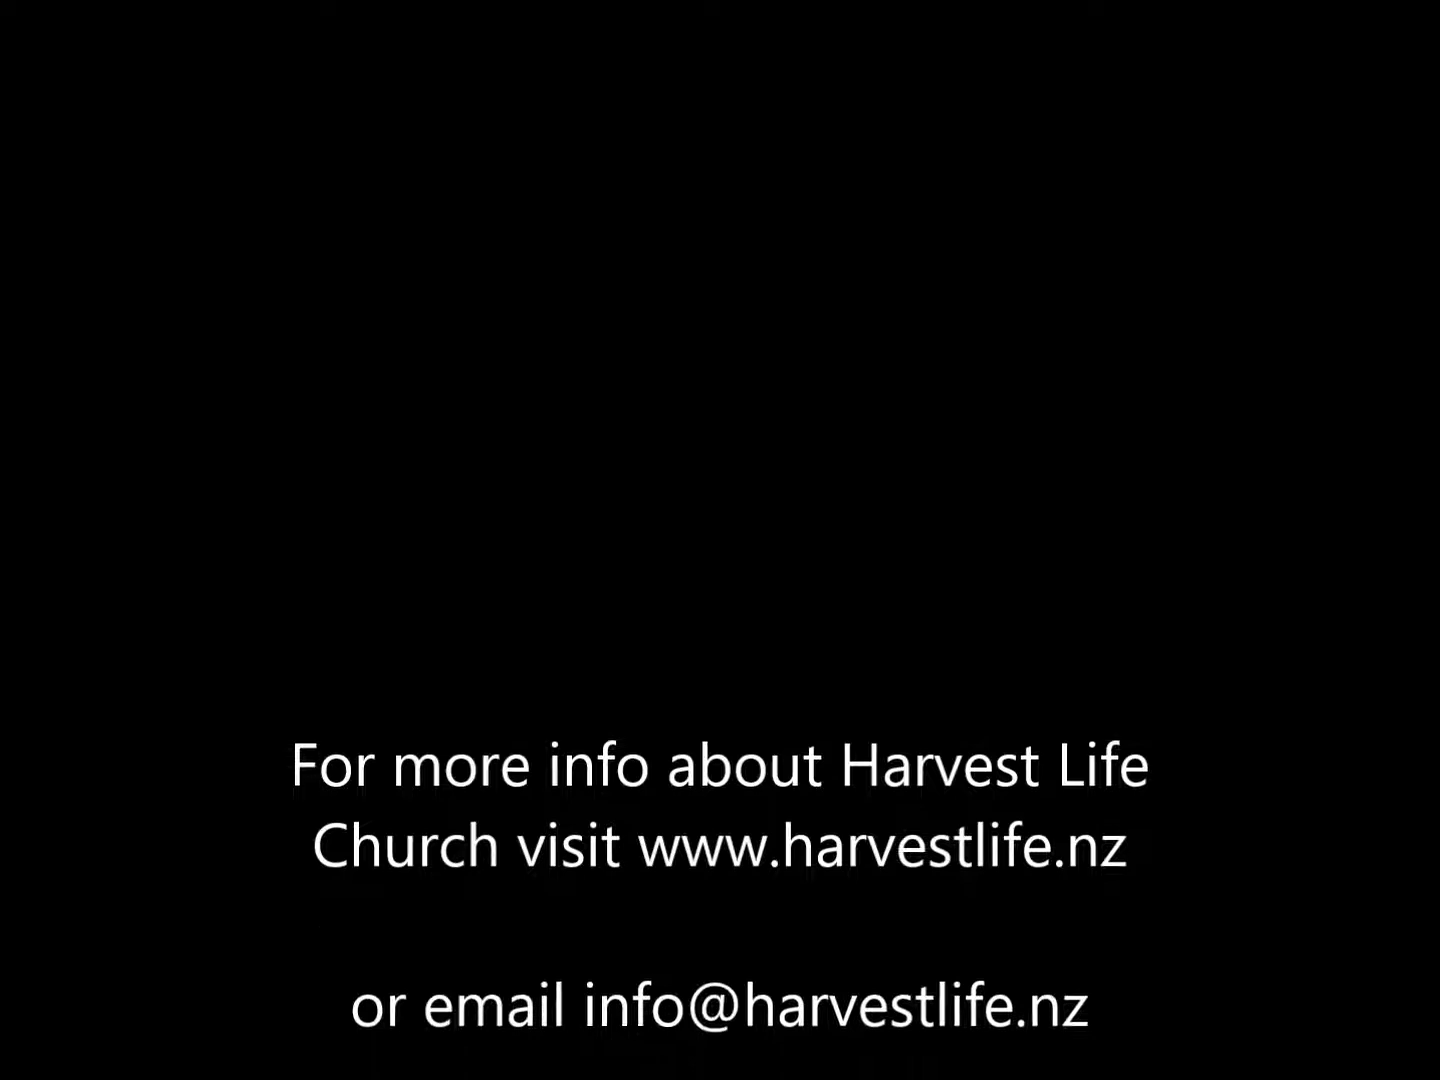 For more info about Harvest Life
Church visit www.harvestlife.nz
or email info@harvestlife.nz